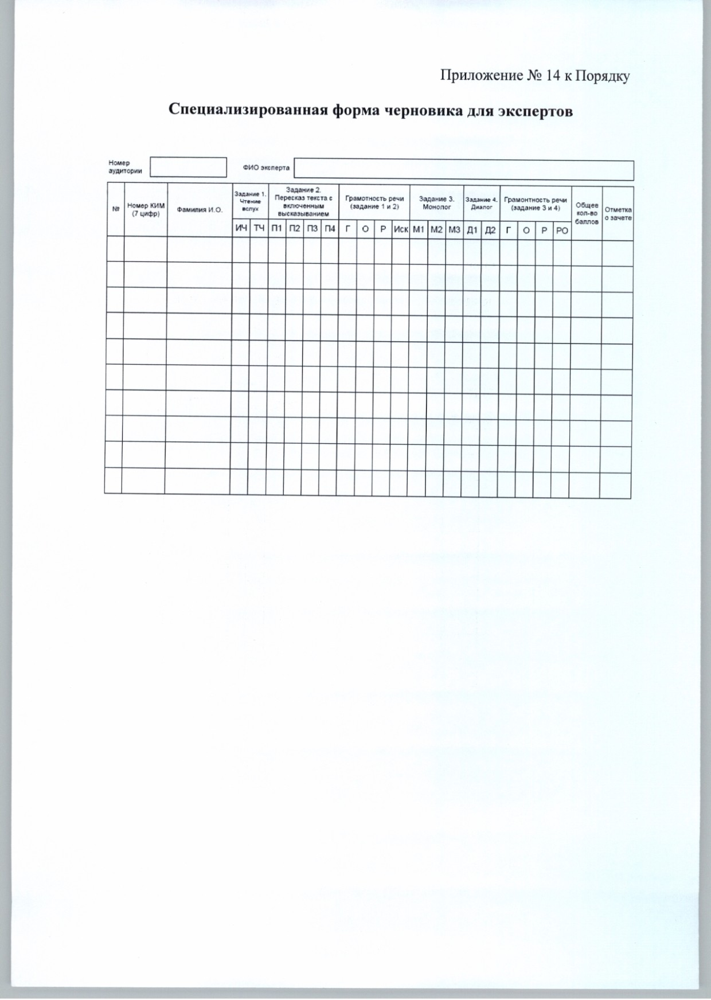 Приложение № 14 к Порядку
Специализированная форма черновика для экспертов
Номер
аудитории
ФИО эксперта
№
Номер КИМ
(7 цифр)
Фамилия И.О.
Задание 1.
Чтение
вслух
Задание 2.
Пересказ текста с
включенным
высказыванием
Грамотность речи
(задание 1 и 2)
Задание 3.
Монолог
Задание 4.
Диалог
Грамонтность речи
(задание 3 и 4)
Общее
кол-во
баллов
Отметка
о зачете
ИЧ ТЧ П1 П2 П3 П4 Г О Р Иск М1 М2 М3 Д1 Д2 Г О Р РО